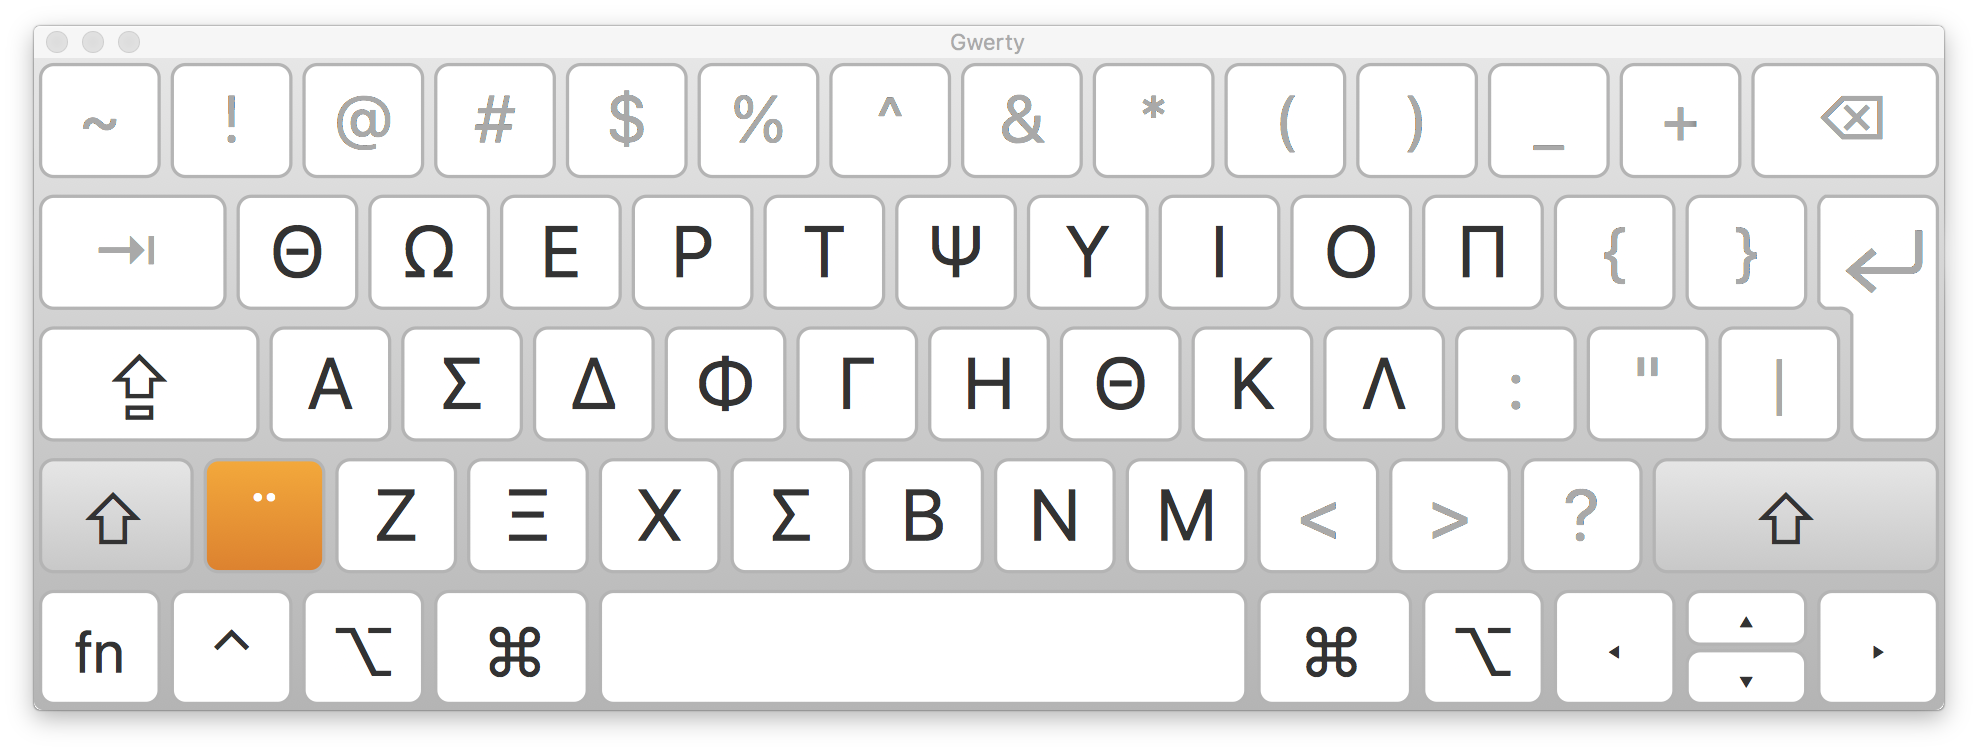 Gwerty
~ ! @ # $ % ^ & * ( ) _ +
Θ Ω Ε Ρ Τ Ψ Υ Ι Ο Π { }
Α Σ Δ Φ Γ Η Θ Κ Λ : " |
¨ Ζ Ξ Χ Σ Β Ν Μ < > ?
fn ^ ⌥ ⌘ ⌘ ⌥